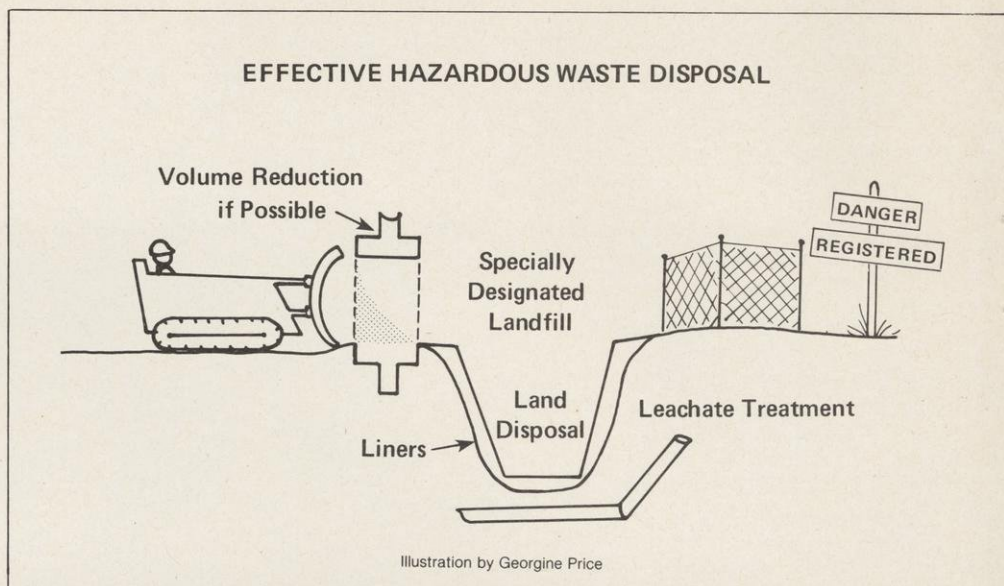 EFFECTIVE HAZARDOUS WASTE DISPOSAL
Volume Reduction
if Possible
Specially
Designated
Landfill
DANGER
REGISTERED
Land
Disposal
Liners
Leachate Treatment
Illustration by Georgine Price